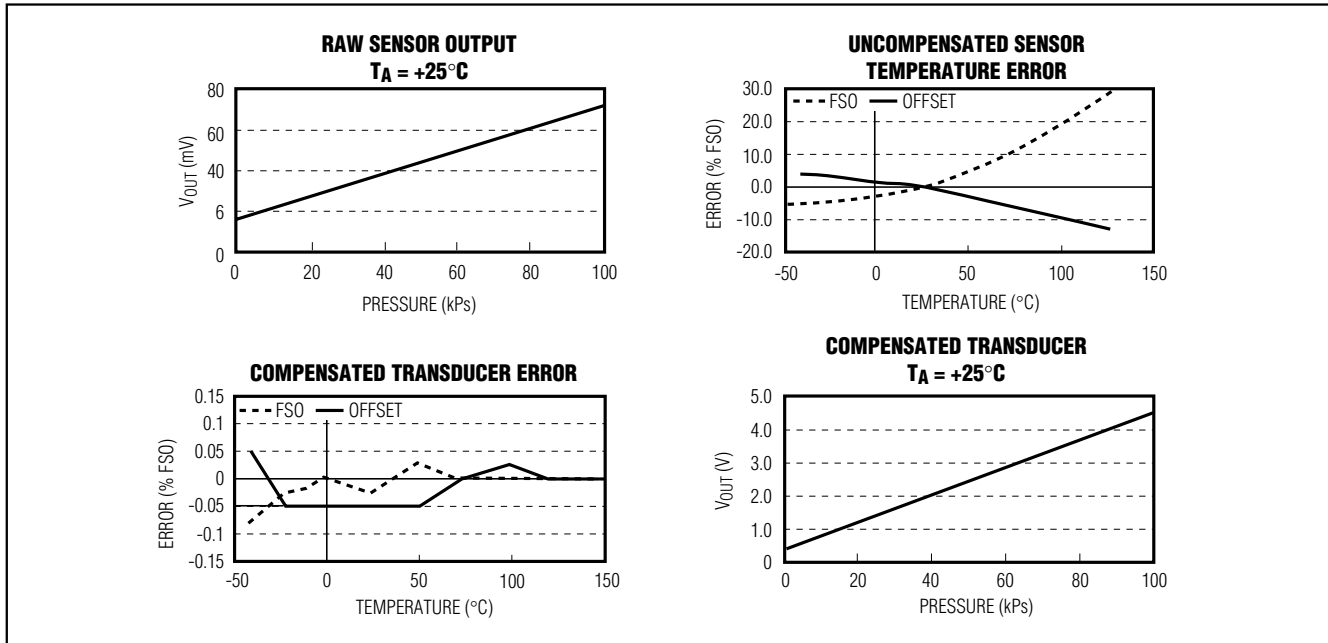 RAW SENSOR OUTPUT
TA = +25°C
80
60
40
6
0
VOUT (mV)
0 20 40 60 80 100
PRESSURE (kPs)
UNCOMPENSATED SENSOR
TEMPERATURE ERROR
FSO OFFSET
30.0
20.0
10.0
0.0
-10.0
-20.0
ERROR (% FSO)
-50 0 50 100 150
TEMPERATURE (°C)
COMPENSATED TRANSDUCER ERROR
FSO OFFSET
0.15
0.1
0.05
0
-0.05
-0.1
-0.15
ERROR (% FSO)
-50 0 50 100 150
TEMPERATURE (°C)
COMPENSATED TRANSDUCER
TA = +25°C
5.0
4.0
3.0
2.0
1.0
0
VOUT (V)
0 20 40 60 80 100
PRESSURE (kPs)